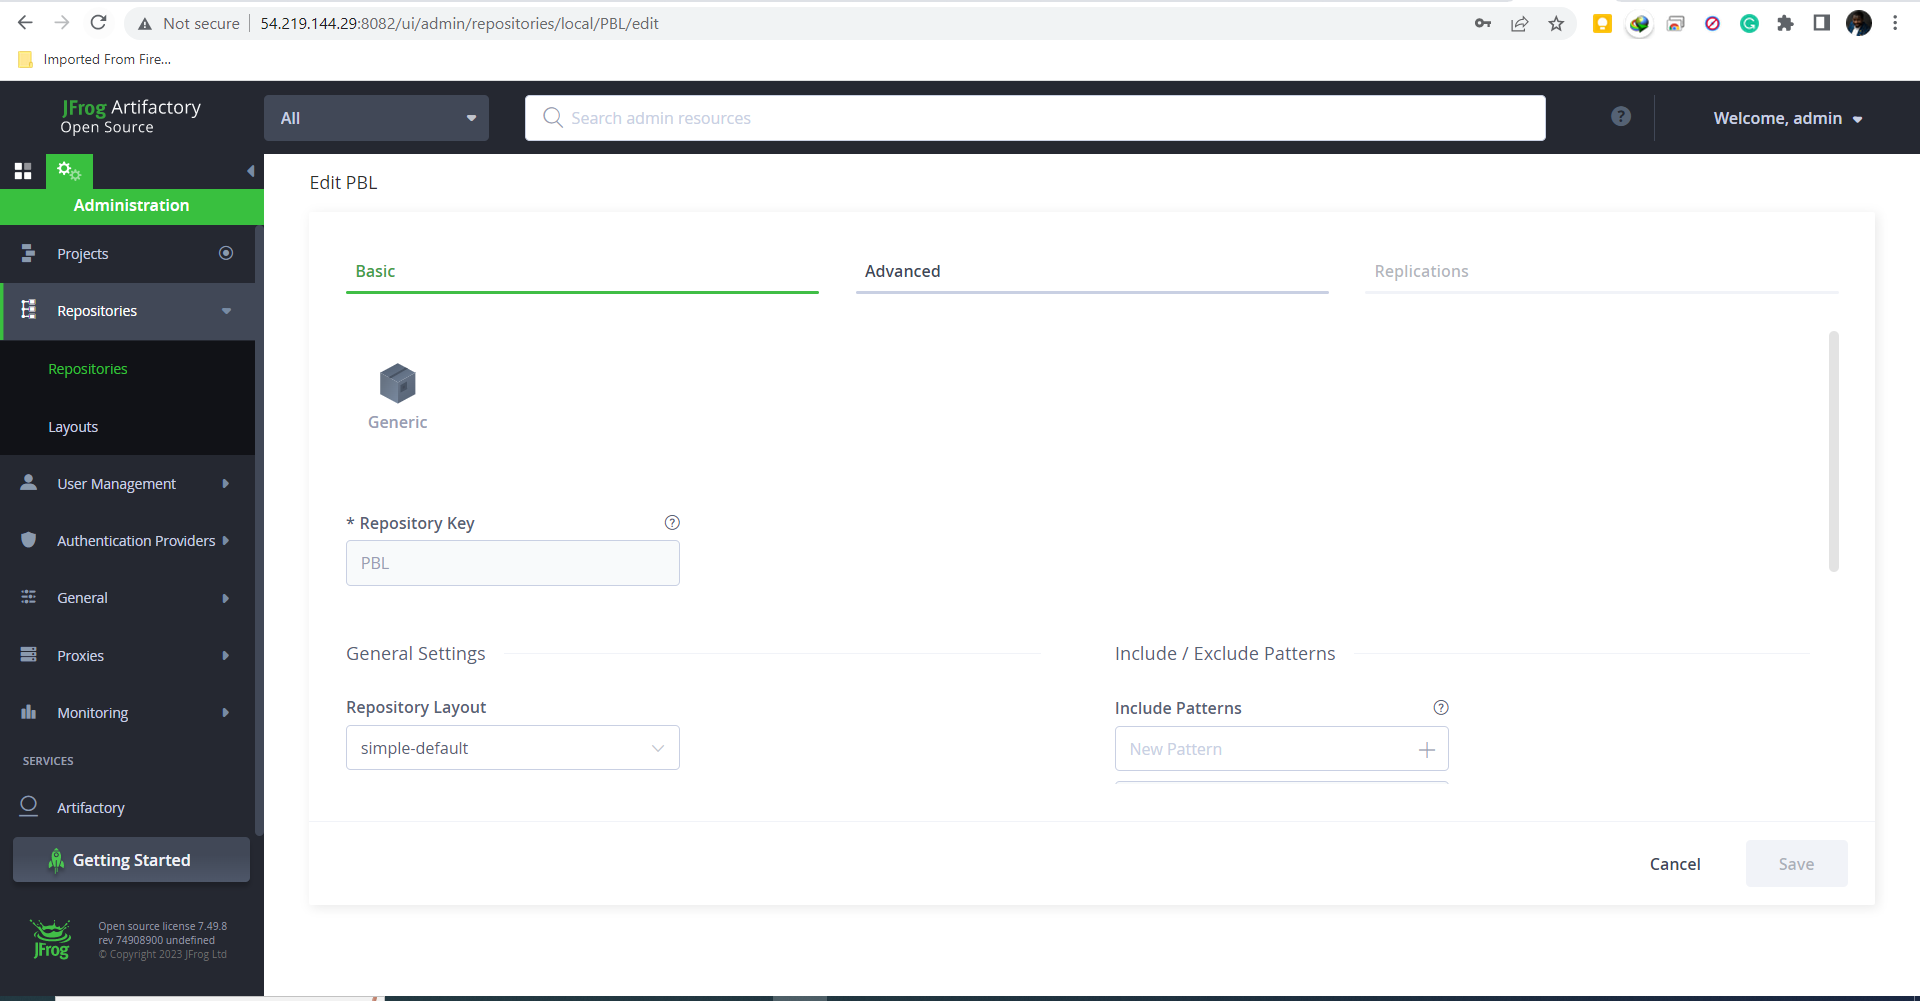 Not secure 54.219.144.29:8082/ui/admin/repositories/local/PBL/edit
Imported From Fire...
JFrog Artifactory
Open Source
All
Search admin resources
?
Welcome, admin
Edit PBL
Administration
Projects
Repositories
Repositories
Layouts
User Management
Authentication Providers
General
Proxies
Monitoring
SERVICES
Artifactory
Getting Started
JFrog
Open source license 7.49.8
rev 74908900 undefined
© Copyright 2023 JFrog Ltd
Basic
Advanced
Replications
Generic
* Repository Key ?
PBL
General Settings
Repository Layout
simple-default
Include / Exclude Patterns
Include Patterns ?
New Pattern +
Cancel
Save